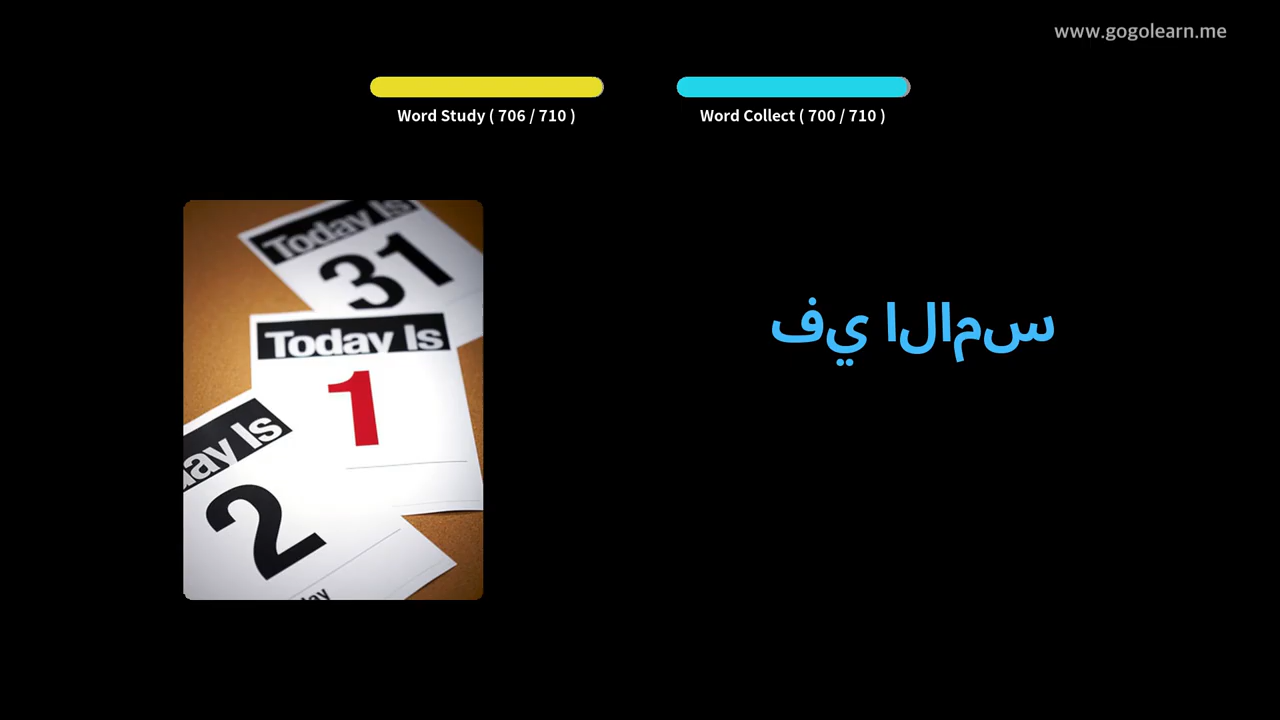 www.gogolearn.me
Word Study ( 706 / 710 )
Word Collect ( 700 / 710 )
Today Is
31
Today Is
1
ay Is
2
في الامس